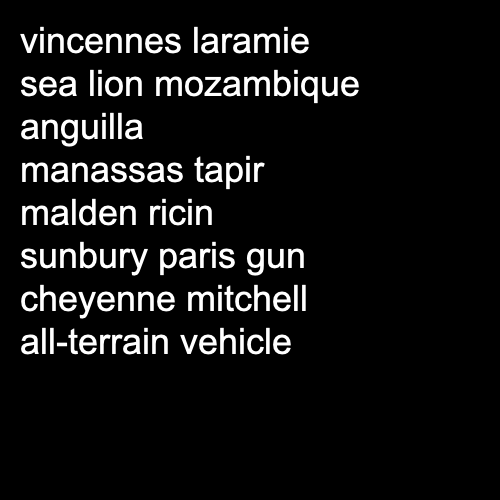 vincennes laramie
sea lion mozambique
anguilla
manassas tapir
malden ricin
sunbury paris gun
cheyenne mitchell
all-terrain vehicle